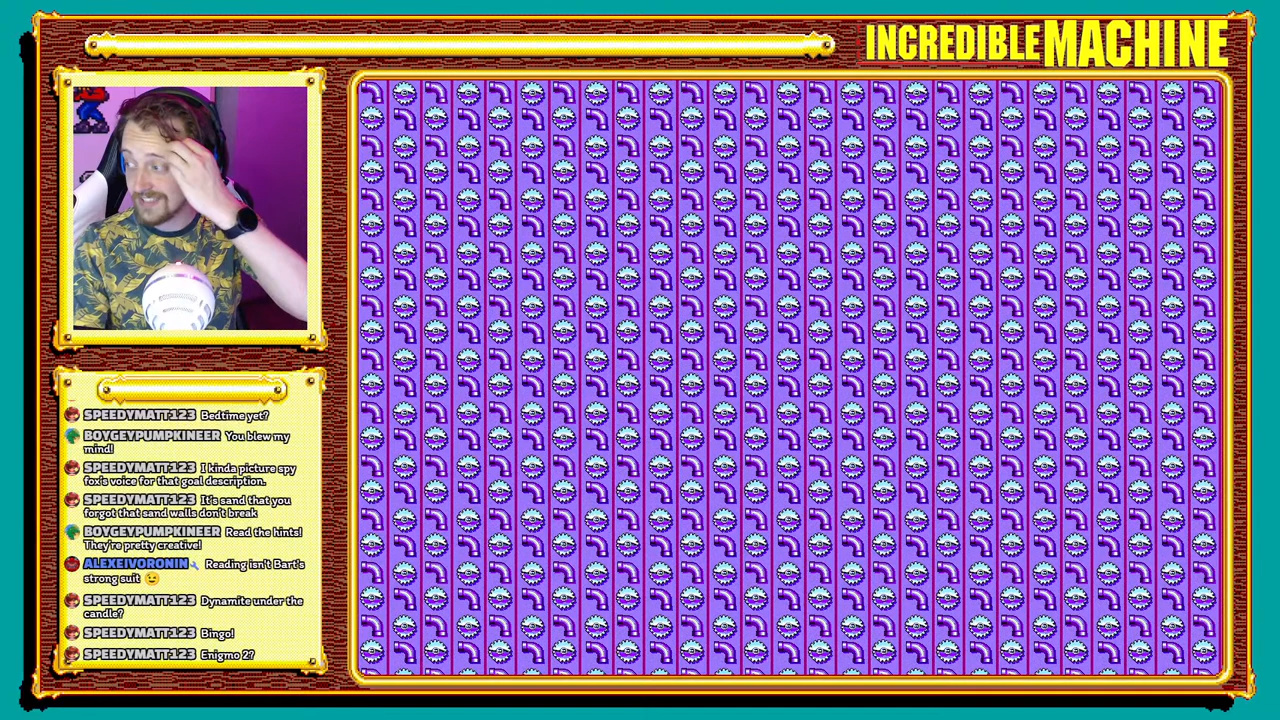 INCREDIBLE MACHINE
SPEEDYMATT123 Bedtime yet?
BOYGEYPUMPKINEER You blew my
mind!
SPEEDYMATT123 I kinda picture spy
fox's voice for that goal description.
SPEEDYMATT123 It's sand that you
forgot that sand walls don't break
BOYGEYPUMPKINEER Read the hints!
They're pretty creative!
ALEXEIVORONIN Reading isn't Bart's
strong suit 😉
SPEEDYMATT123 Dynamite under the
candle?
SPEEDYMATT123 Bingo!
SPEEDYMATT123 Enigmo 2?